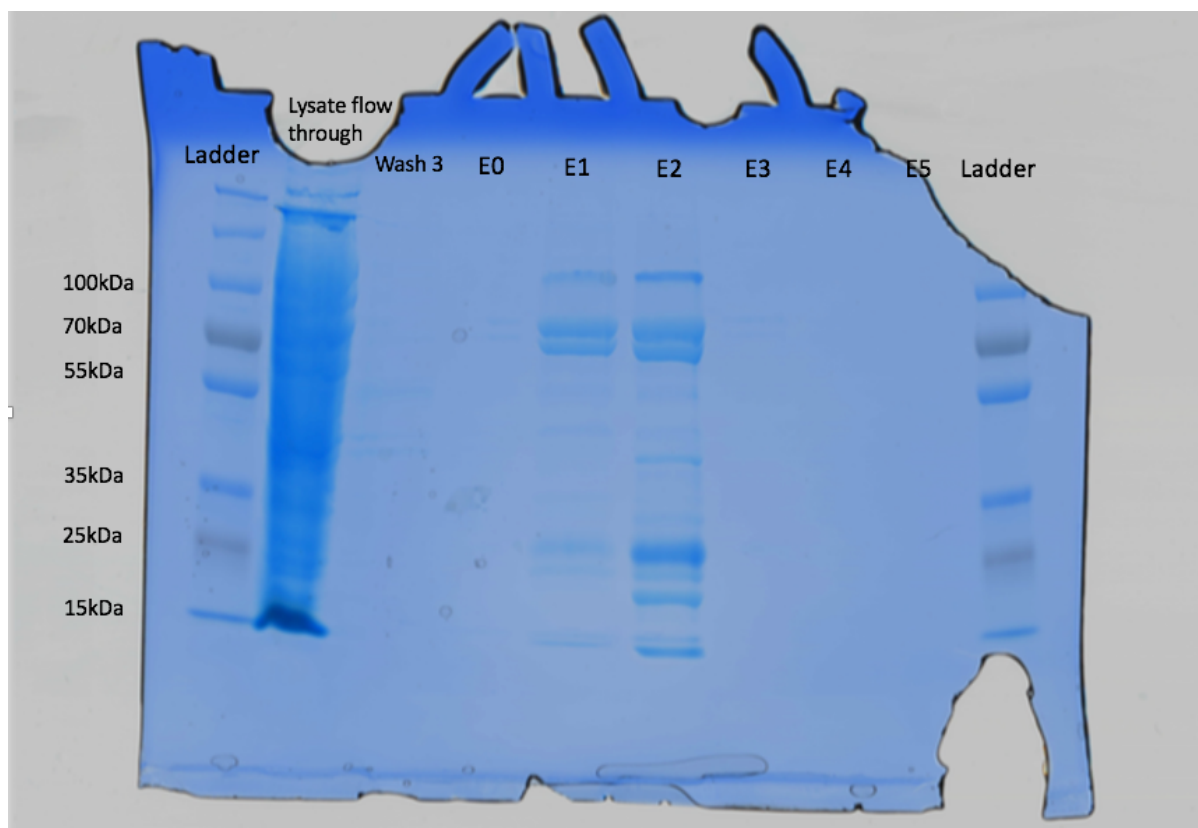 Lysate flow
through
Ladder
Wash 3
E0
E1
E2
E3
E4
E5
Ladder
100kDa
70kDa
55kDa
35kDa
25kDa
15kDa